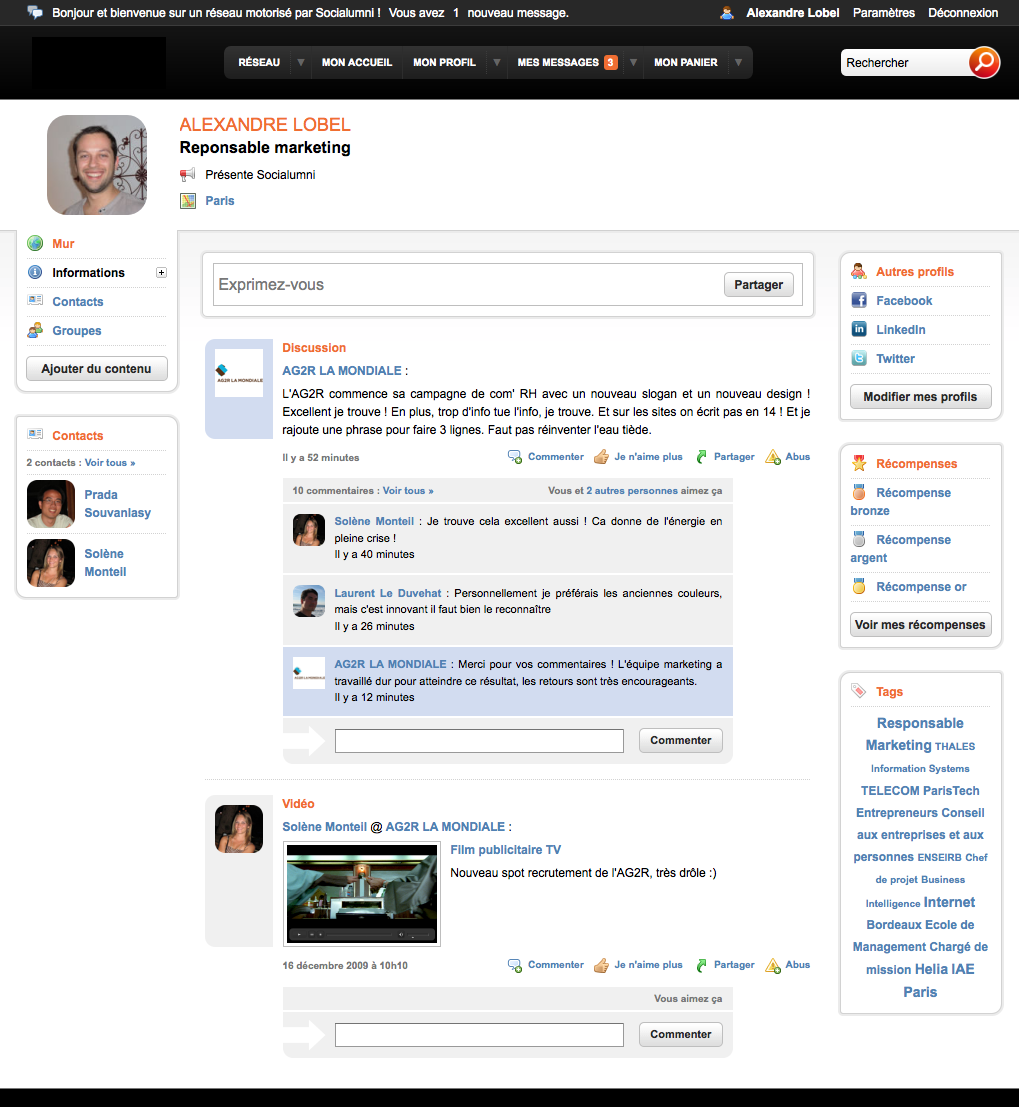 Bonjour et bienvenue sur un réseau motorisé par Socialumni ! Vous avez 1 nouveau message.
Alexandre Lobel Paramètres Déconnexion
RÉSEAU MON ACCUEIL MON PROFIL MES MESSAGES 3 MON PANIER
Rechercher
ALEXANDRE LOBEL
Reponsable marketing
Présente Socialumni
Paris
Mur
Informations
Contacts
Groupes
Ajouter du contenu
Contacts
2 contacts : Voir tous »
Prada
Souvanlasy
Solène
Monteil
Exprimez-vous
Partager
Discussion
AG2R LA MONDIALE
AG2R LA MONDIALE :
L'AG2R commence sa campagne de com' RH avec un nouveau slogan et un nouveau design !
Excellent je trouve ! En plus, trop d'info tue l'info, je trouve. Et sur les sites on écrit pas en 14 ! Et je
rajoute une phrase pour faire 3 lignes. Faut pas réinventer l'eau tiède.
Il y a 52 minutes
Commenter Je n'aime plus Partager Abus
10 commentaires : Voir tous »
Vous et 2 autres personnes aimez ça
Solène Monteil : Je trouve cela excellent aussi ! Ca donne de l'énergie en
pleine crise !
Il y a 40 minutes
Laurent Le Duvehat : Personnellement je préférais les anciennes couleurs,
mais c'est innovant il faut bien le reconnaître
Il y a 26 minutes
AG2R LA MONDIALE
AG2R LA MONDIALE : Merci pour vos commentaires ! L'équipe marketing a
travaillé dur pour atteindre ce résultat, les retours sont très encourageants.
Il y a 12 minutes
Commenter
Vidéo
Solène Monteil @ AG2R LA MONDIALE :
Film publicitaire TV
Nouveau spot recrutement de l'AG2R, très drôle :)
16 décembre 2009 à 10h10
Commenter Je n'aime plus Partager Abus
Vous aimez ça
Commenter
Autres profils
Facebook
LinkedIn
Twitter
Modifier mes profils
Récompenses
Récompense
bronze
Récompense
argent
Récompense or
Voir mes récompenses
Tags
Responsable
Marketing THALES
Information Systems
TELECOM ParisTech
Entrepreneurs Conseil
aux entreprises et aux
personnes ENSEIRB Chef
de projet Business
Intelligence Internet
Bordeaux Ecole de
Management Chargé de
mission Helia IAE
Paris